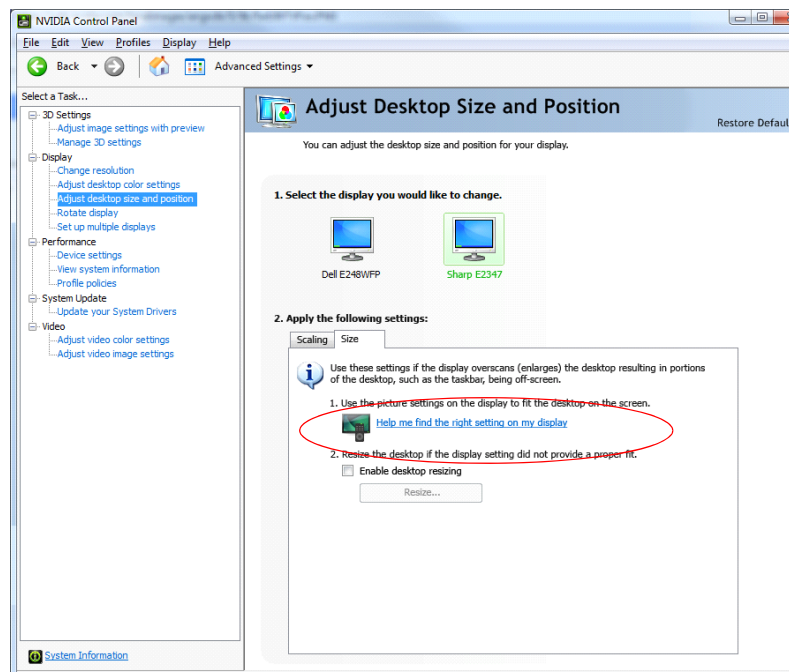 NVIDIA Control Panel
File Edit View Profiles Display Help
Back Advanced Settings
Select a Task...
3D Settings
Adjust image settings with preview
Manage 3D settings
Display
Change resolution
Adjust desktop color settings
Adjust desktop size and position
Rotate display
Set up multiple displays
Performance
Device settings
View system information
Profile policies
System Update
Update your System Drivers
Video
Adjust video color settings
Adjust video image settings
System Information
Adjust Desktop Size and Position
Restore Defaul
You can adjust the desktop size and position for your display.
1. Select the display you would like to change.
Dell E248WFP Sharp E2347
2. Apply the following settings:
Scaling Size
Use these settings if the display overscans (enlarges) the desktop resulting in portions
of the desktop, such as the taskbar, being off-screen.
1. Use the picture settings on the display to fit the desktop on the screen.
Help me find the right setting on my display
2. Resize the desktop if the display setting did not provide a proper fit.
Enable desktop resizing
Resize...